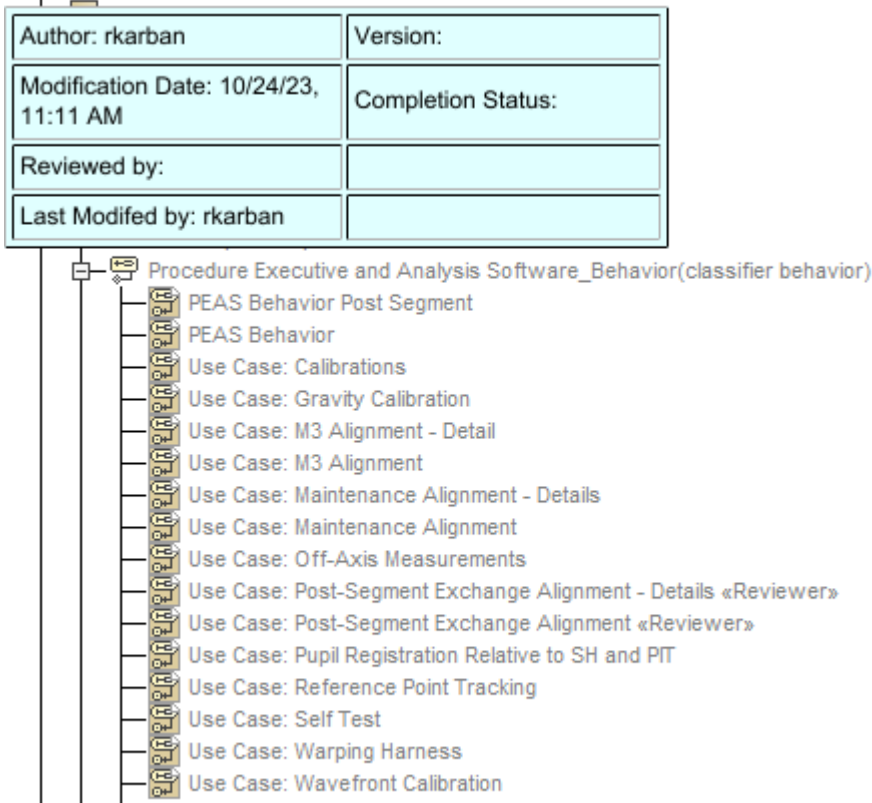 Author: rkarban
Version:
Modification Date: 10/24/23,
11:11 AM
Completion Status:
Reviewed by:
Last Modifed by: rkarban
Procedure Executive and Analysis Software_Behavior(classifier behavior)
PEAS Behavior Post Segment
PEAS Behavior
Use Case: Calibrations
Use Case: Gravity Calibration
Use Case: M3 Alignment - Detail
Use Case: M3 Alignment
Use Case: Maintenance Alignment - Details
Use Case: Maintenance Alignment
Use Case: Off-Axis Measurements
Use Case: Post-Segment Exchange Alignment - Details «Reviewer»
Use Case: Post-Segment Exchange Alignment «Reviewer»
Use Case: Pupil Registration Relative to SH and PIT
Use Case: Reference Point Tracking
Use Case: Self Test
Use Case: Warping Harness
Use Case: Wavefront Calibration